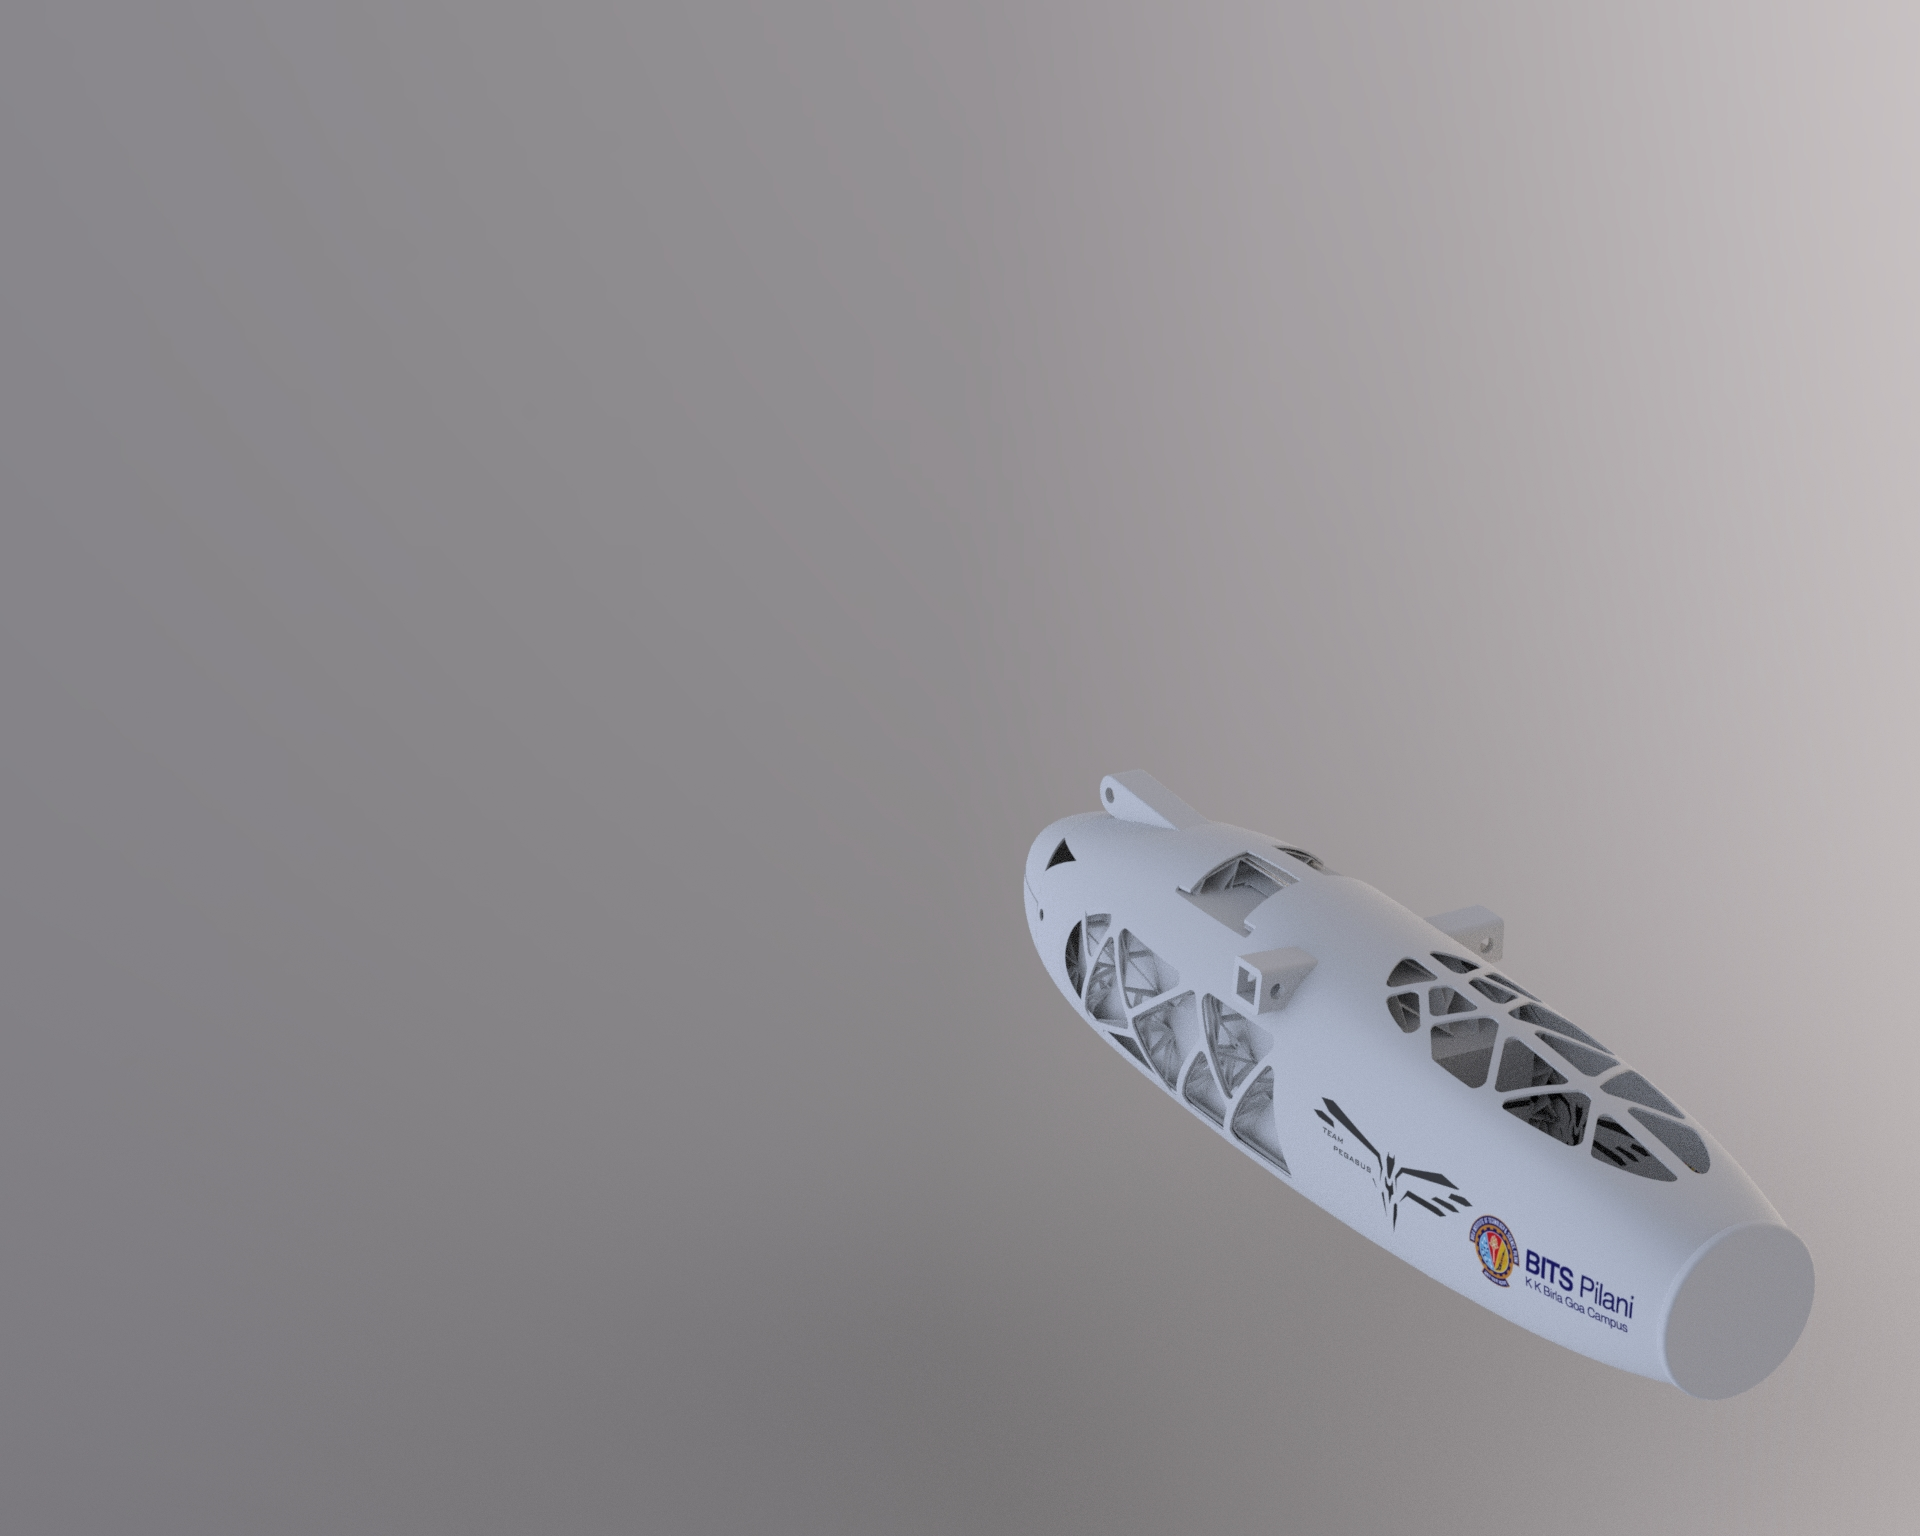 TEAM
PEGASUS
BITS Pilani
K K Birla Goa Campus